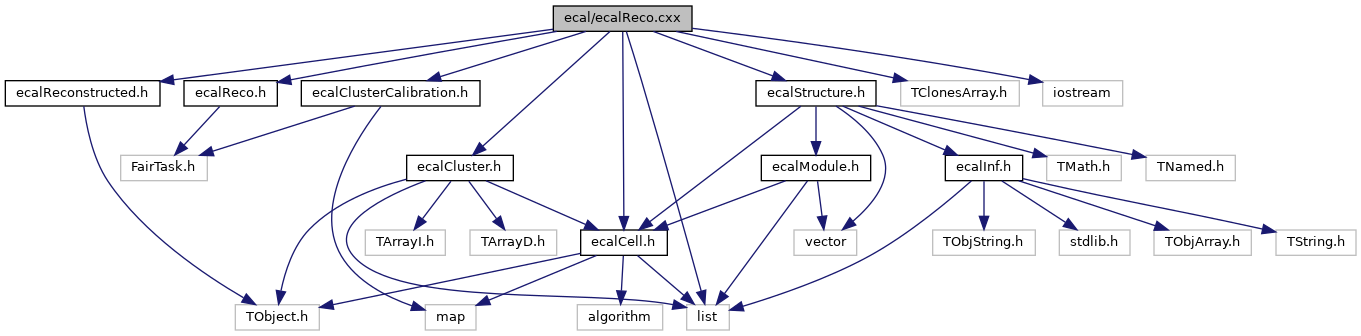 ecal/ecalReco.cxx
ecalReconstructed.h
ecalReco.h
ecalClusterCalibration.h
ecalStructure.h
TClonesArray.h
iostream
FairTask.h
ecalCluster.h
ecalModule.h
ecalInf.h
TMath.h
TNamed.h
TArrayI.h
TArrayD.h
ecalCell.h
vector
TObjString.h
stdlib.h
TObjArray.h
TString.h
TObject.h
map
algorithm
list